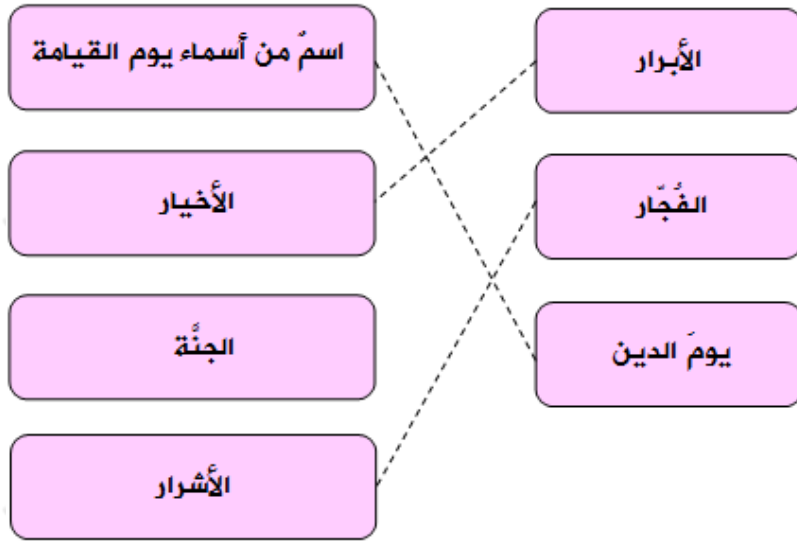 الأبرار
اسمٌ من أسماء يوم القيامة
الفُجّار
الأخيار
يومَ الدين
الجنَّة
الأشرار